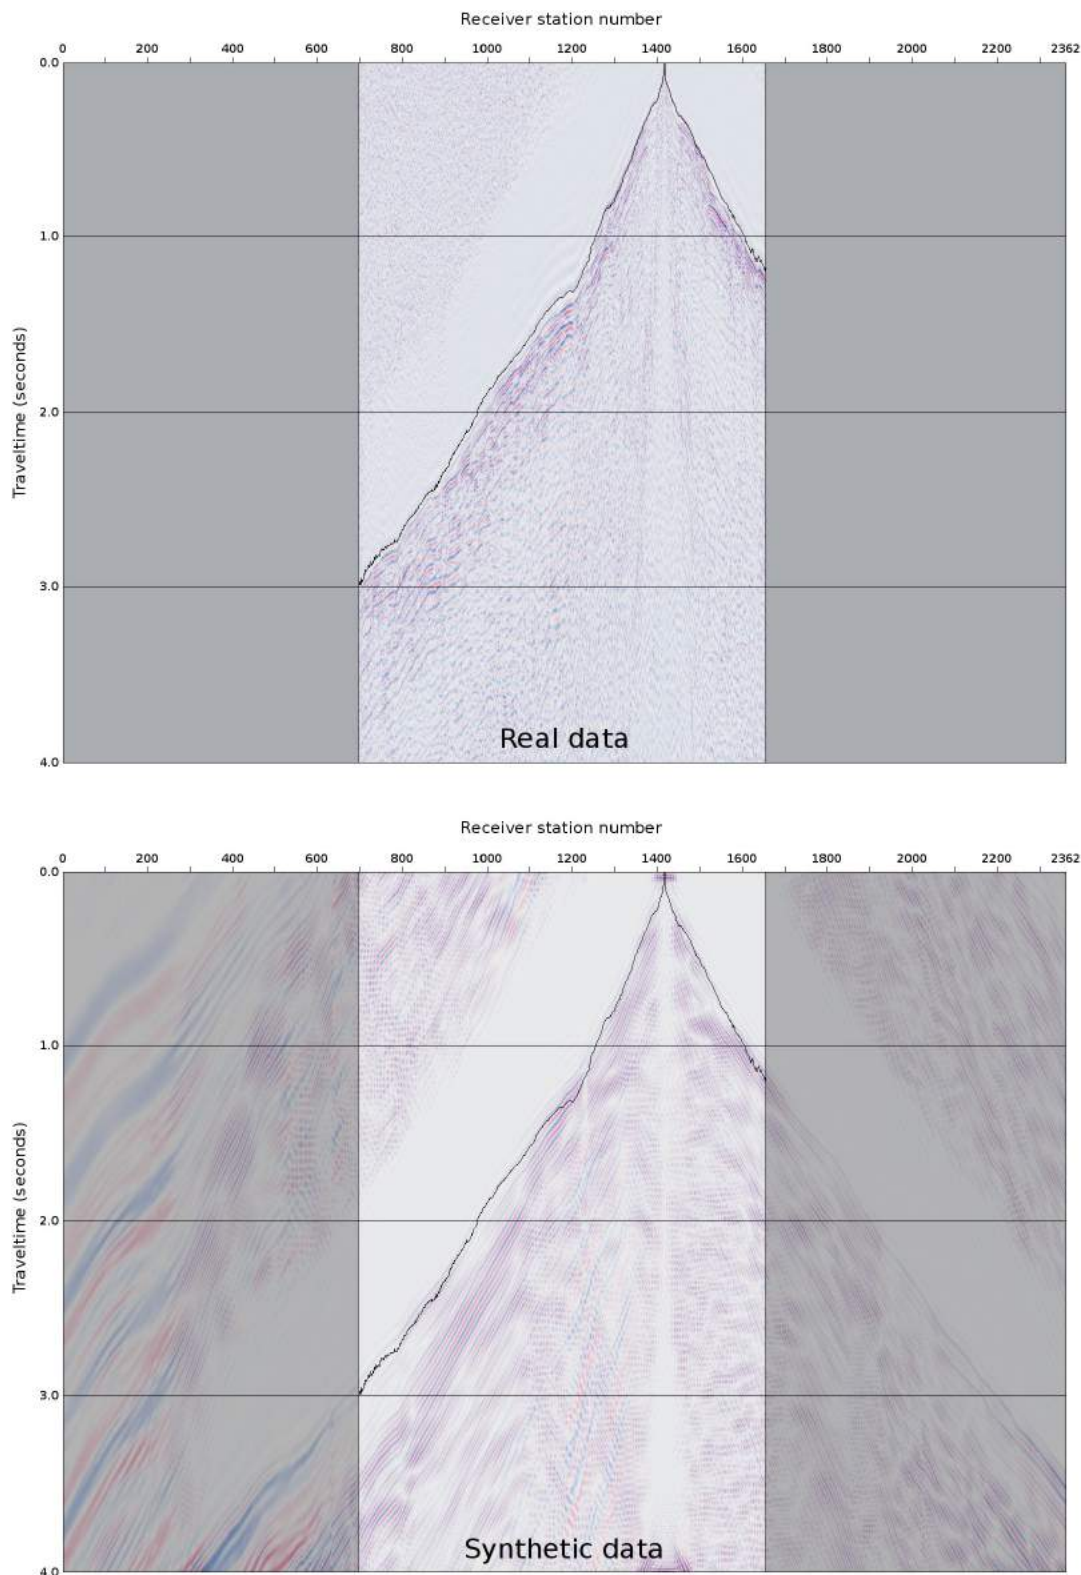 Receiver station number
0 200 400 600 800 1000 1200 1400 1600 1800 2000 2200 2362
0.0
1.0
Traveltime (seconds)
2.0
3.0
Real data
4.0
Receiver station number
0 200 400 600 800 1000 1200 1400 1600 1800 2000 2200 2362
0.0
1.0
Traveltime (seconds)
2.0
3.0
Synthetic data
4.0